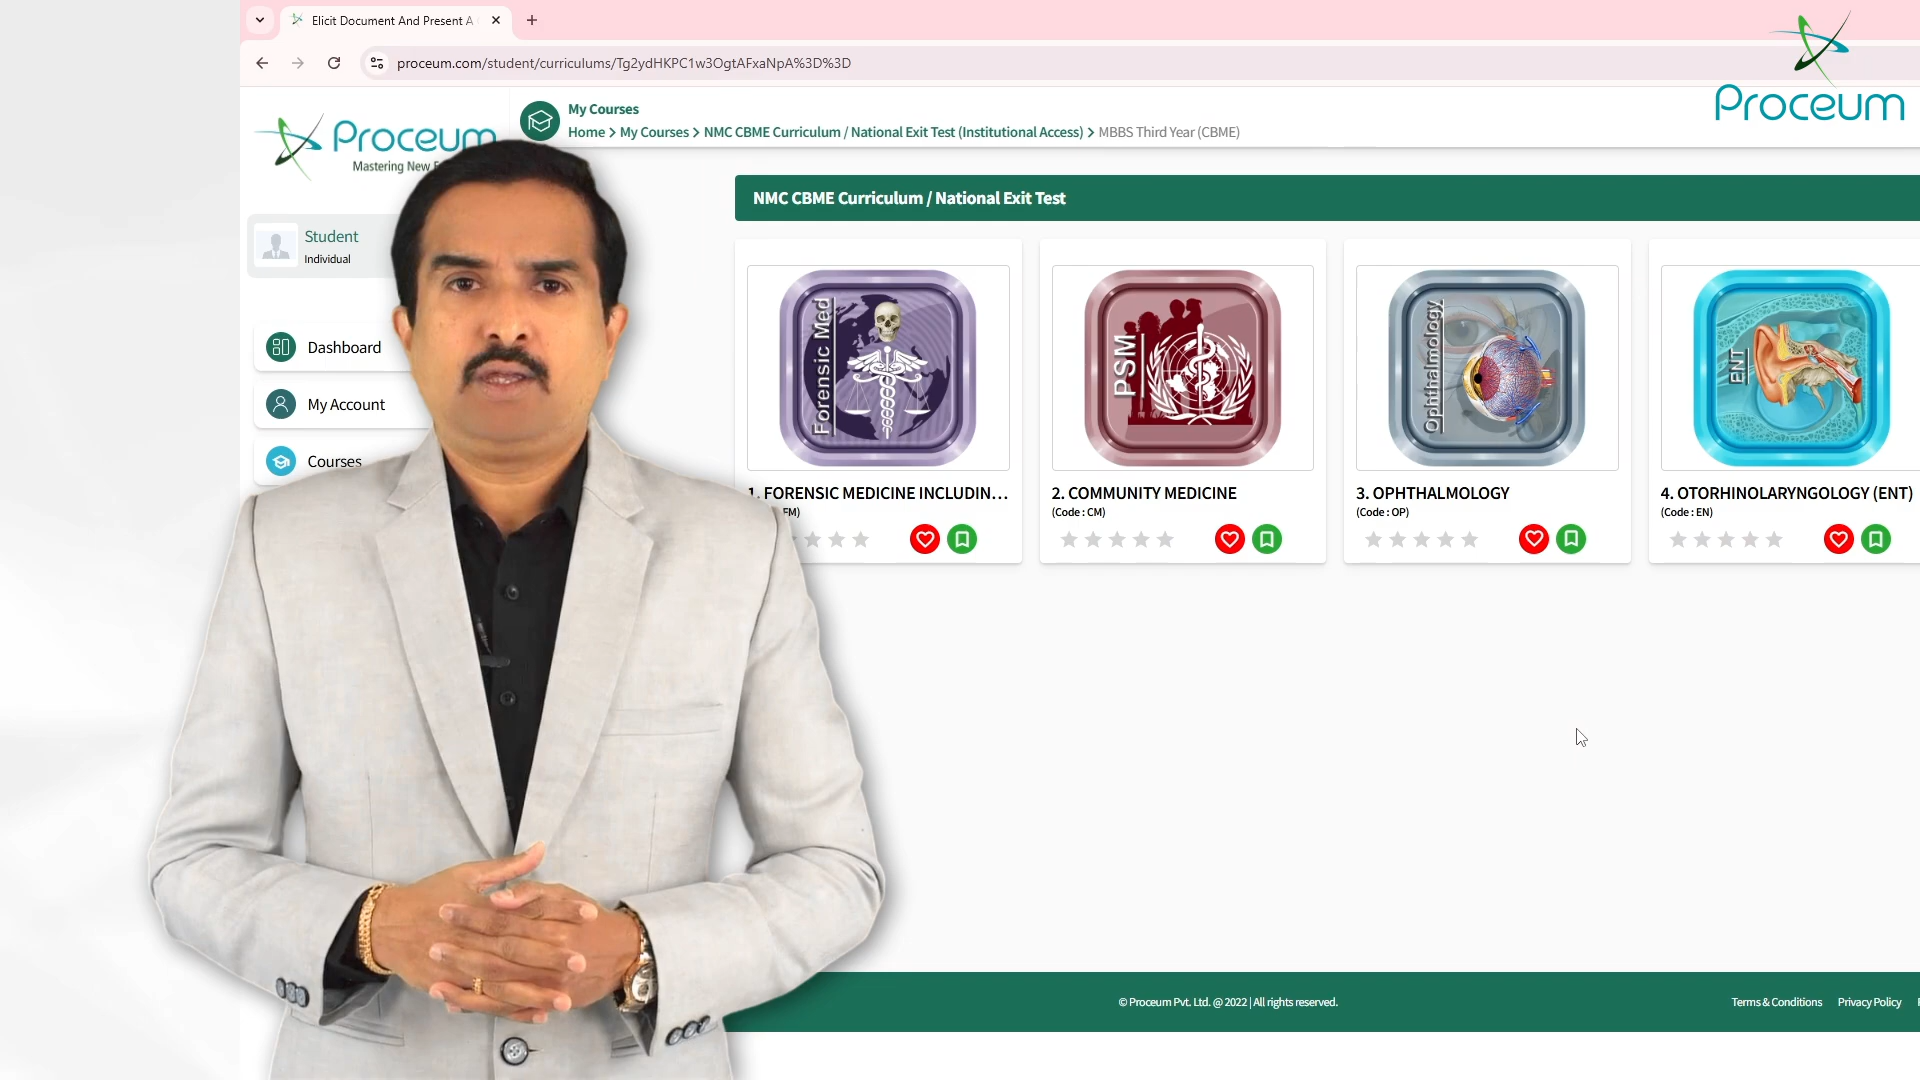 Elicit Document And Present A
proceum.com/student/curriculums/Tg2ydHKPC1w3OgtAFxaNpA%3D%3D
Proceum
Proceum
Mastering New
My Courses
Home > My Courses > NMC CBME Curriculum / National Exit Test (Institutional Access) > MBBS Third Year (CBME)
Student
Individual
Dashboard
My Account
Courses
NMC CBME Curriculum / National Exit Test
Forensic Med
PSM
Ophthalmology
ENT
1. FORENSIC MEDICINE INCLUDIN...
FM)
2. COMMUNITY MEDICINE
(Code : CM)
3. OPHTHALMOLOGY
(Code : OP)
4. OTORHINOLARYNGOLOGY (ENT)
(Code : EN)
© Proceum Pvt. Ltd. @ 2022 | All rights reserved.
Terms & Conditions
Privacy Policy